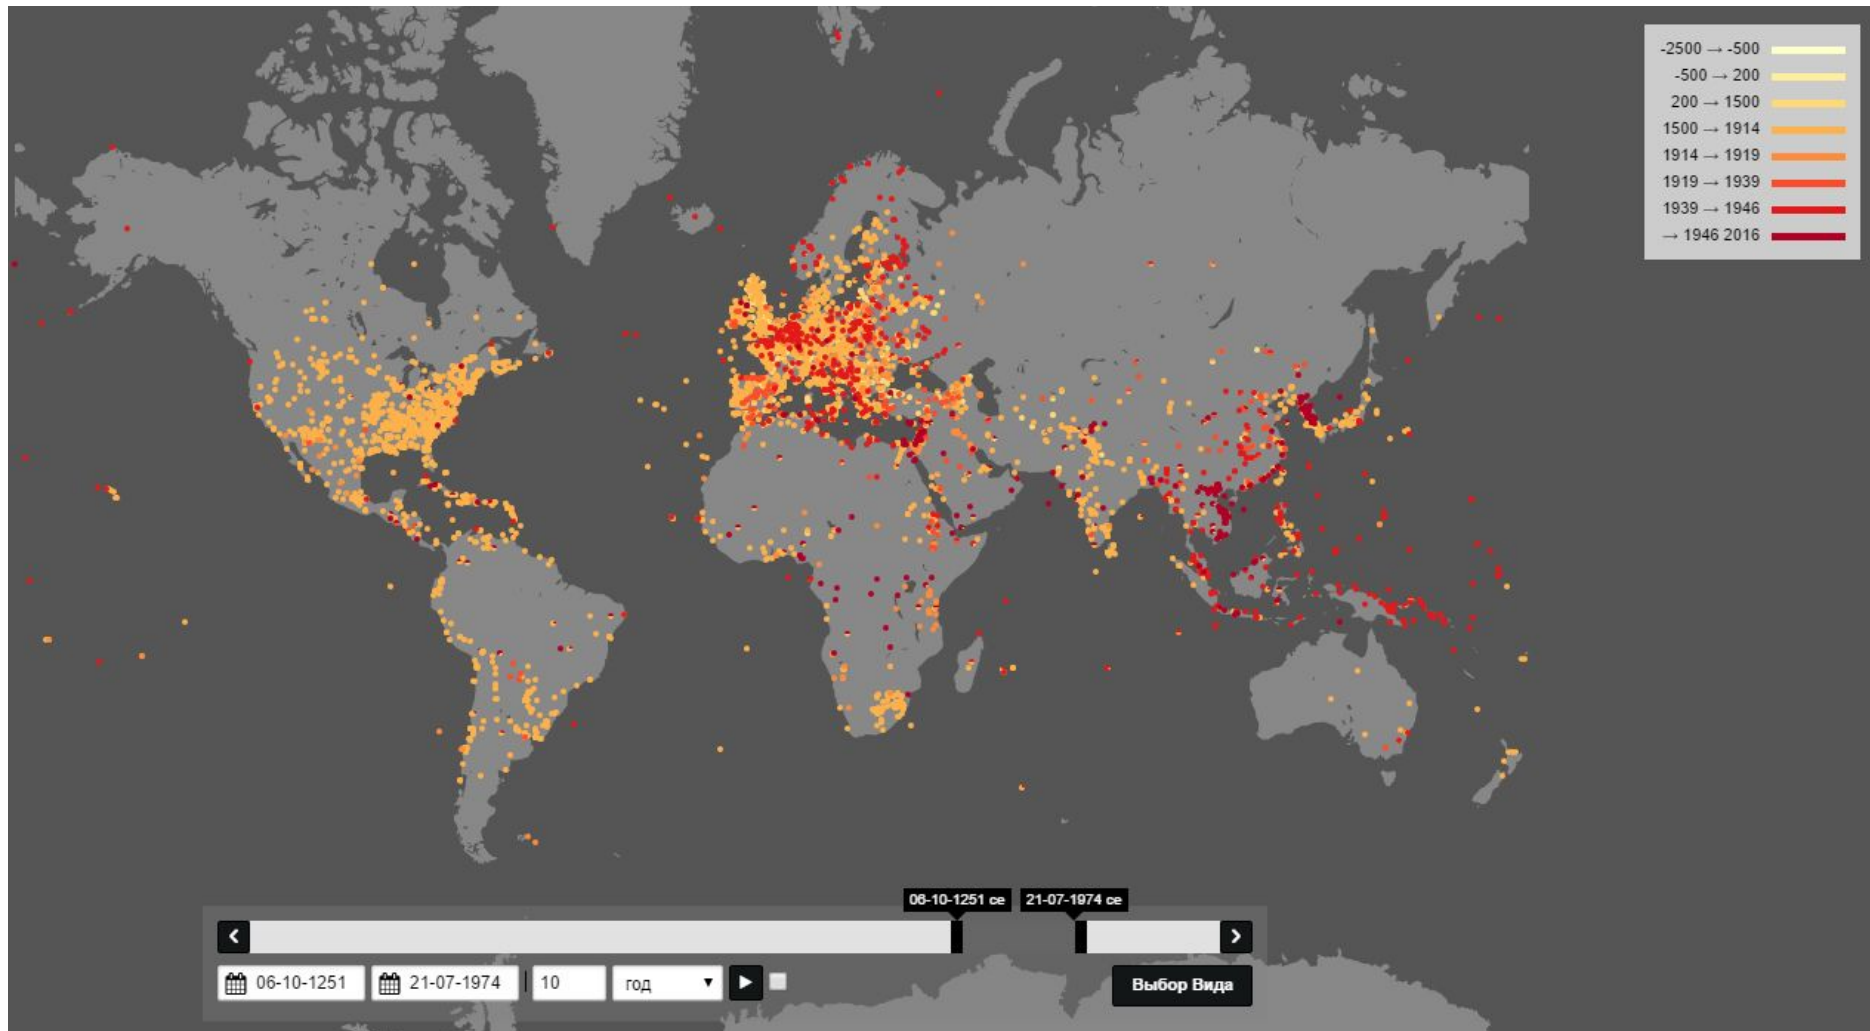 -2500 → -500
-500 → 200
200 → 1500
1500 → 1914
1914 → 1919
1919 → 1939
1939 → 1946
→ 1946 2016
06-10-1251 ce 21-07-1974 ce
06-10-1251 21-07-1974 10 год Выбор Вида